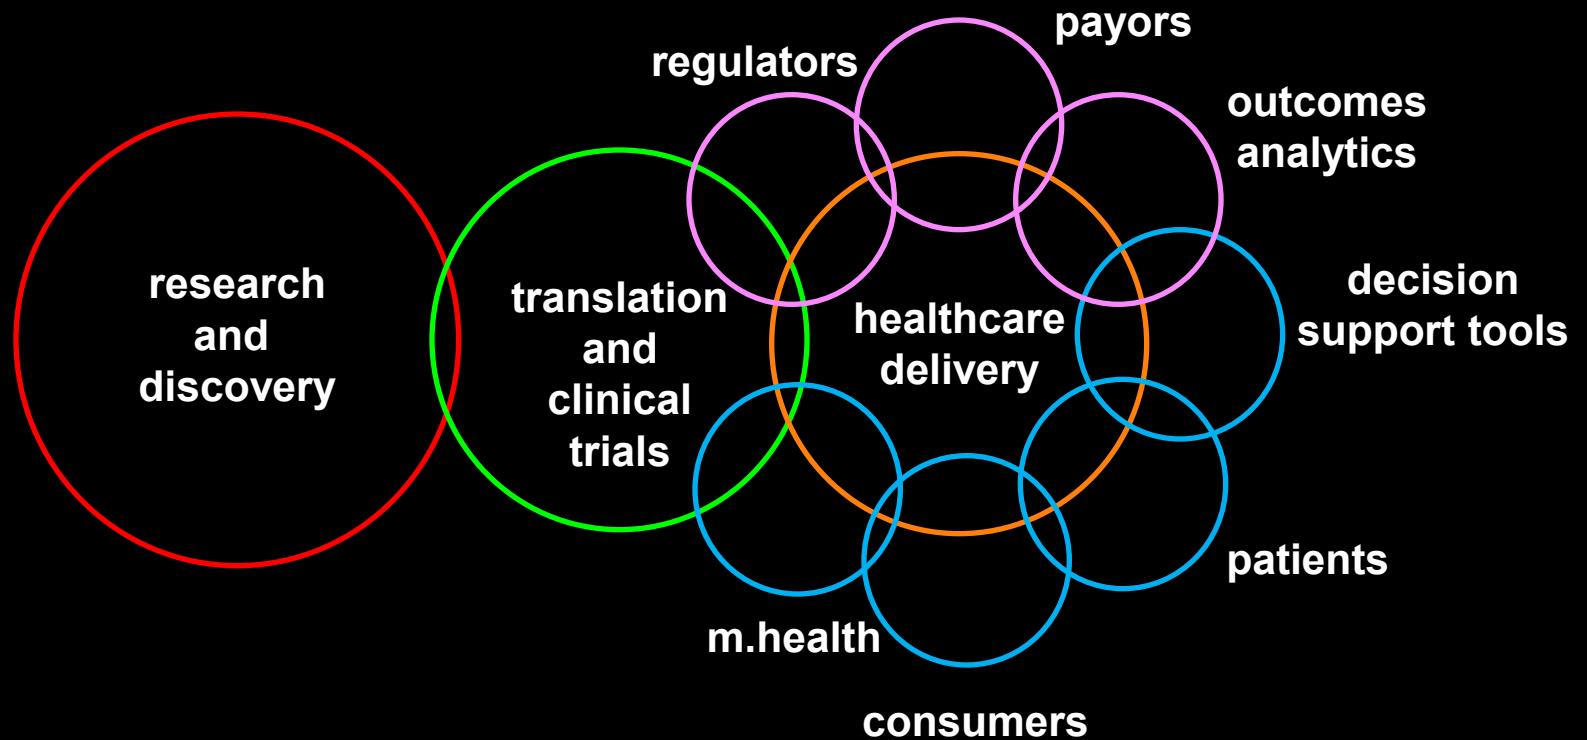 payors
regulators
outcomes
analytics
research
and
discovery
translation
and
clinical
trials
healthcare
delivery
decision
support tools
patients
m.health
consumers